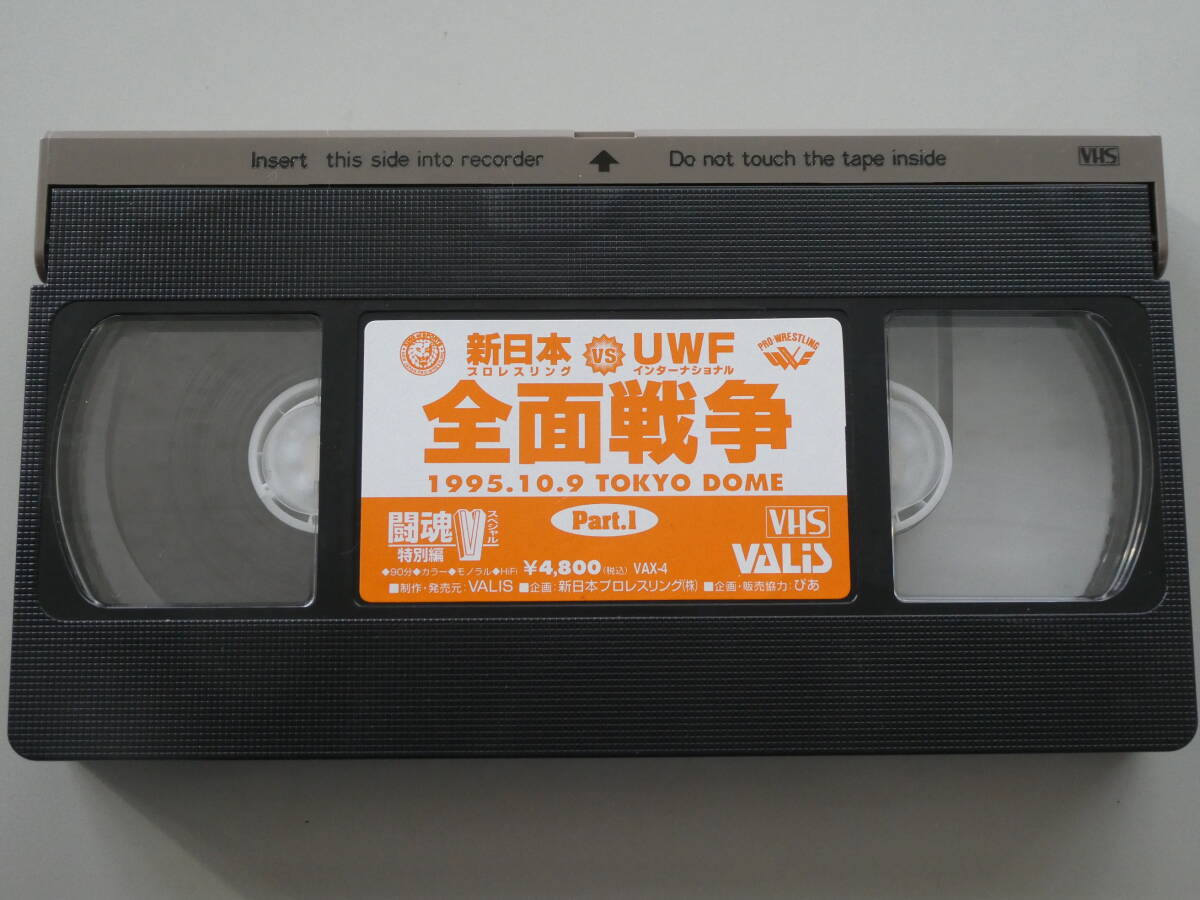 Insert this side into recorder Do not touch the tape inside VHS
新日本 VS UWF PRO-WRESTLING
プロレスリング インターナショナル
全面戦争
1995.10.9 TOKYO DOME
闘魂V スペシャル Part.1 VHS
特別編 VALIS
◆90分◆カラー◆モノラル◆HiFi ¥4,800(税込) VAX-4
■制作・発売元:VALIS ■企画:新日本プロレスリング(株) ■企画・販売協力:ぴあ